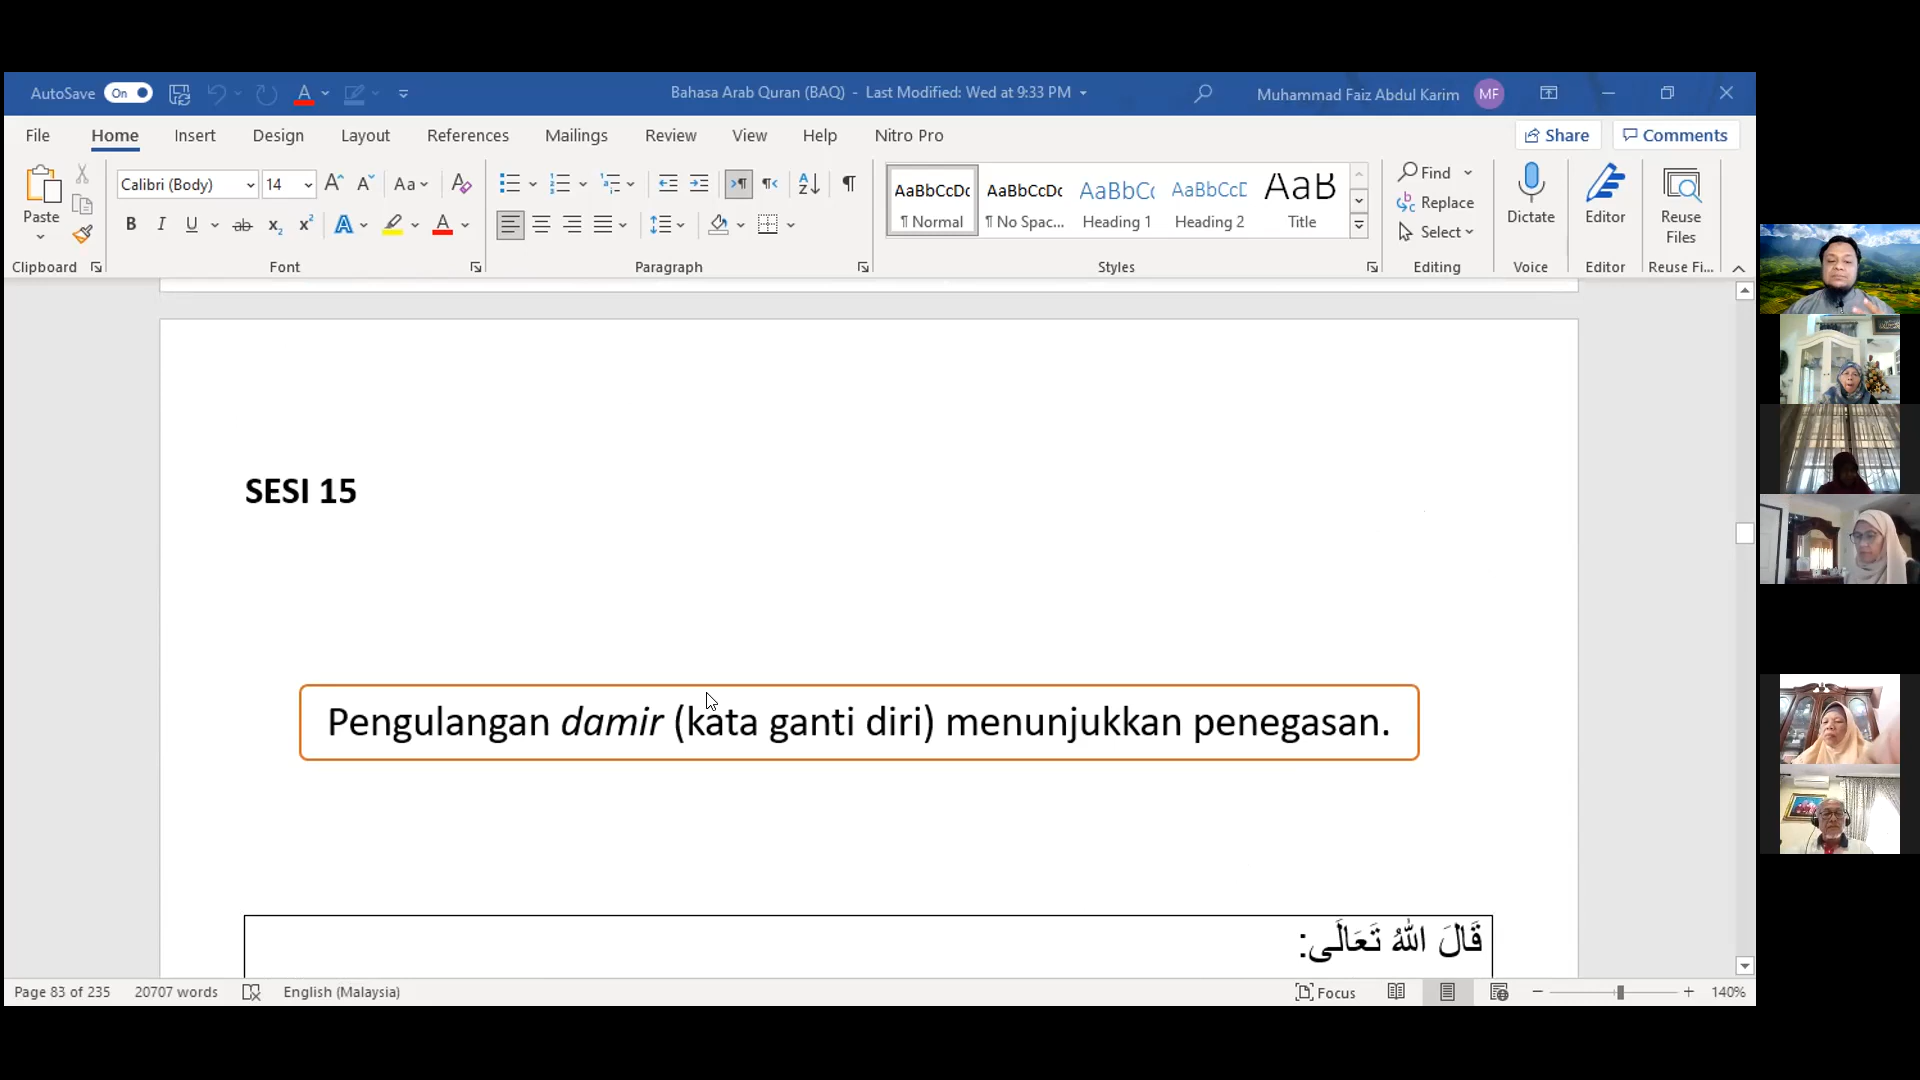 AutoSave On Bahasa Arab Quran (BAQ) - Last Modified: Wed at 9:33 PM Muhammad Faiz Abdul Karim MF
File Home Insert Design Layout References Mailings Review View Help Nitro Pro Share Comments
Paste
Clipboard
Calibri (Body) 14
Font
Paragraph
AaBbCcDc AaBbCcDc AaBbC( AaBbCcE AaB
¶ Normal ¶ No Spac... Heading 1 Heading 2 Title
Styles
Find
Replace
Select
Editing
Dictate
Voice
Editor
Editor
Reuse
Files
Reuse Fi...
SESI 15
Pengulangan damir (kata ganti diri) menunjukkan penegasan.
قَالَ اللهُ تَعَالَى:
Page 83 of 235 20707 words English (Malaysia) Focus 140%